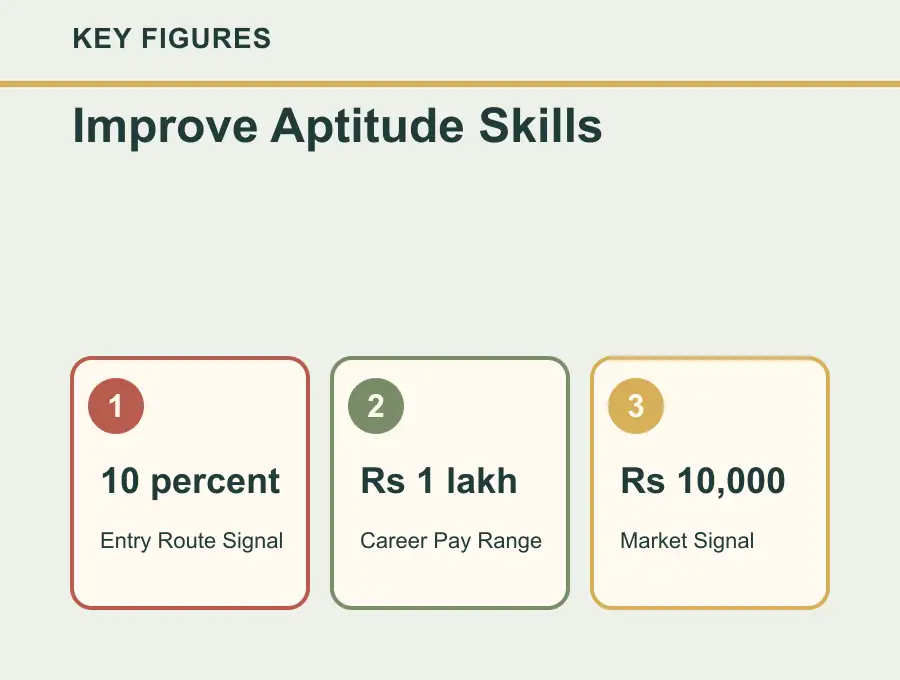 KEY FIGURES
Improve Aptitude Skills
1
10 percent
Entry Route Signal
2
Rs 1 lakh
Career Pay Range
3
Rs 10,000
Market Signal